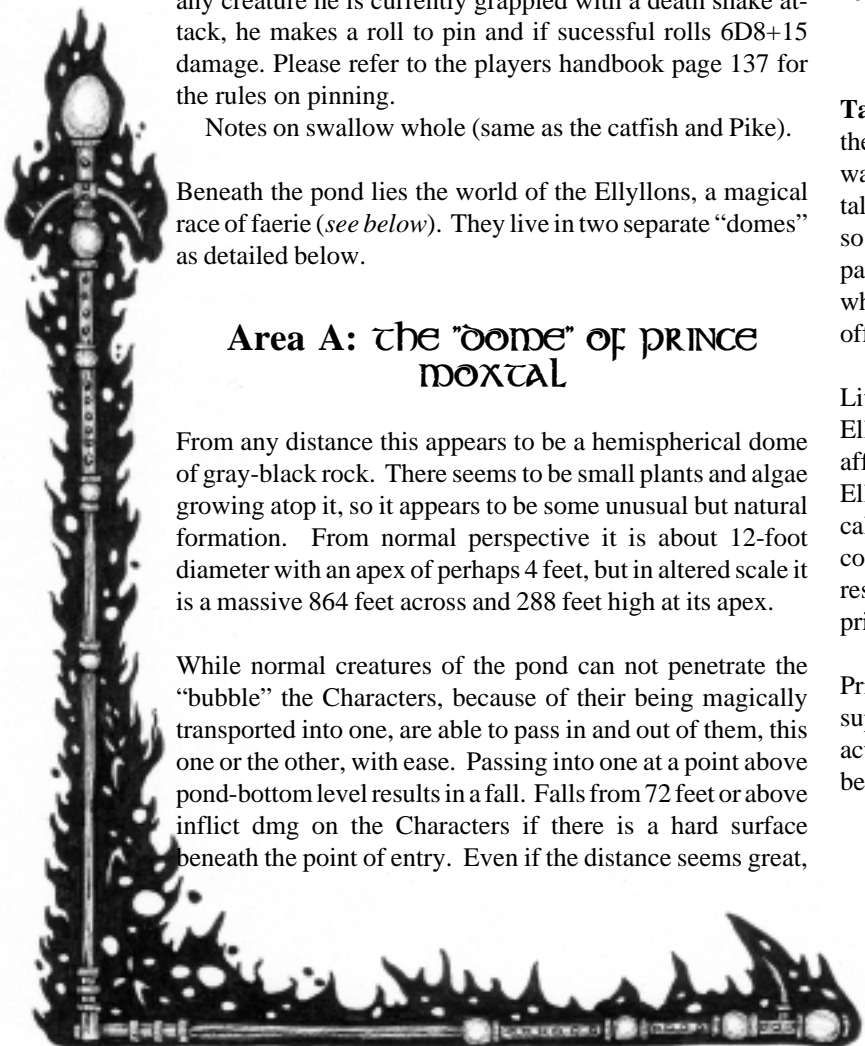 any creature he is currently grappled with a death shake at-
tack, he makes a roll to pin and if sucessful rolls 6D8+15
damage. Please refer to the players handbook page 137 for
the rules on pinning.
Notes on swallow whole (same as the catfish and Pike).
Beneath the pond lies the world of the Ellyllons, a magical
race of faerie (see below). They live in two separate “domes”
as detailed below.
Area A: The "Dome" of Prince
Moxtal
From any distance this appears to be a hemispherical dome
of gray-black rock. There seems to be small plants and algae
growing atop it, so it appears to be some unusual but natural
formation. From normal perspective it is about 12-foot
diameter with an apex of perhaps 4 feet, but in altered scale it
is a massive 864 feet across and 288 feet high at its apex.
While normal creatures of the pond can not penetrate the
“bubble” the Characters, because of their being magically
transported into one, are able to pass in and out of them, this
one or the other, with ease. Passing into one at a point above
pond-bottom level results in a fall. Falls from 72 feet or above
inflict dmg on the Characters if there is a hard surface
beneath the point of entry. Even if the distance seems great,
Ta
the
wa
tal
so
pa
wh
off
Li
Ell
aff
Ell
cal
co
res
pri
Pr
su
act
be